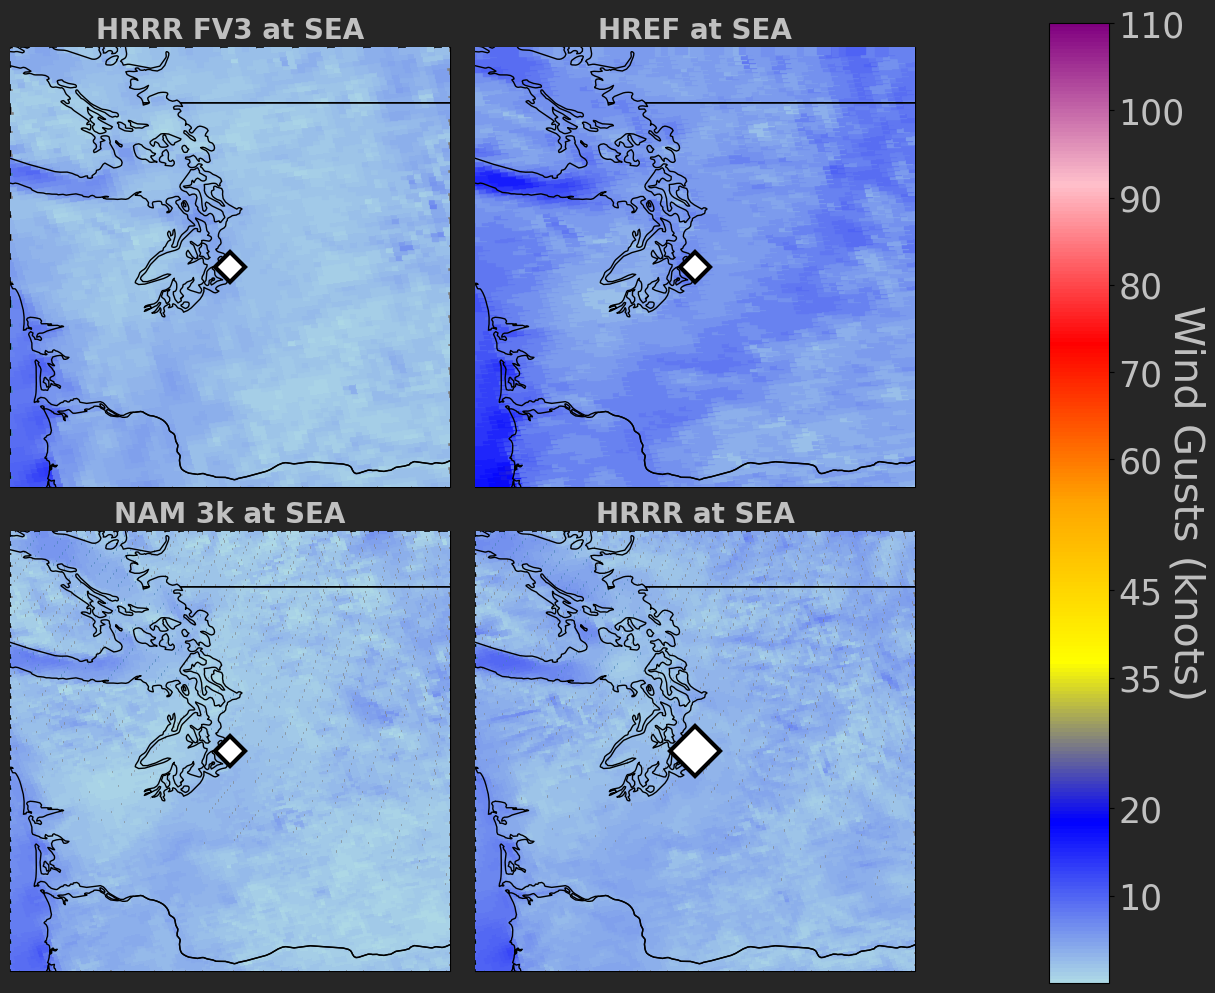 HRRR FV3 at SEA
HREF at SEA
NAM 3k at SEA
HRRR at SEA
110
100
90
80
70
60
45
35
20
10
Wind Gusts (knots)